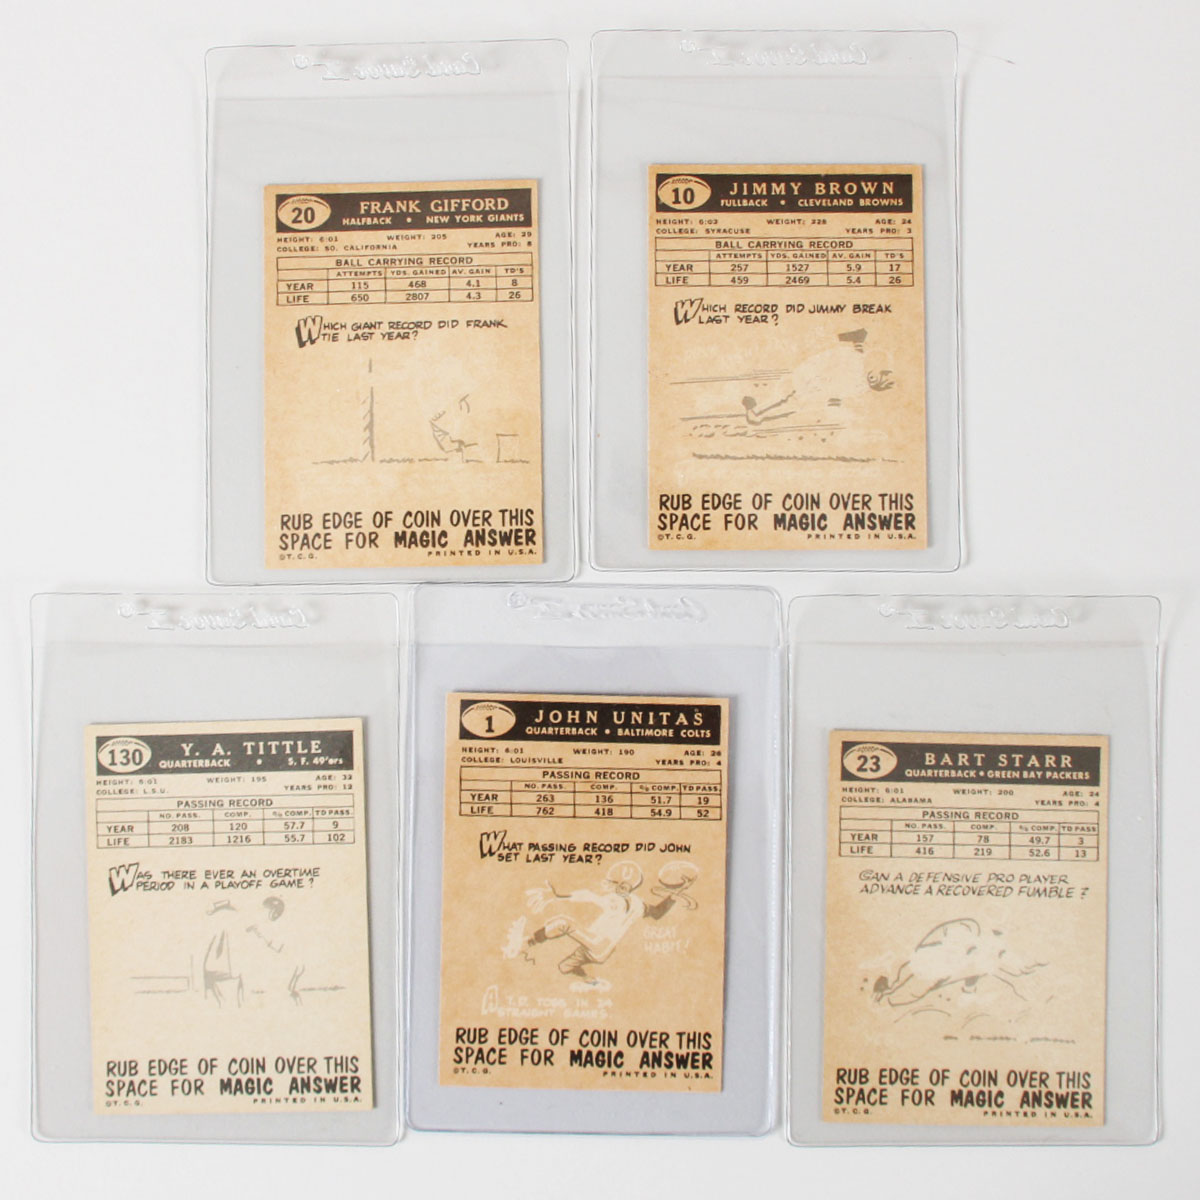 20
FRANK GIFFORD
HALFBACK • NEW YORK GIANTS
HEIGHT: 6:01 WEIGHT: 205 AGE: 29
COLLEGE: SO. CALIFORNIA YEARS PRO: 8
BALL CARRYING RECORD
ATTEMPTS YDS. GAINED AV. GAIN TD'S
YEAR 115 468 4.1 8
LIFE 650 2807 4.3 26
WHICH GIANT RECORD DID FRANK
TIE LAST YEAR?
RUB EDGE OF COIN OVER THIS
SPACE FOR MAGIC ANSWER
©T.C.G. PRINTED IN U.S.A.
10
JIMMY BROWN
FULLBACK • CLEVELAND BROWNS
HEIGHT: 6:02 WEIGHT: 228 AGE: 24
COLLEGE: SYRACUSE YEARS PRO: 3
BALL CARRYING RECORD
ATTEMPTS YDS. GAINED AV. GAIN TD'S
YEAR 257 1527 5.9 17
LIFE 459 2469 5.4 26
WHICH RECORD DID JIMMY BREAK
LAST YEAR?
RUB EDGE OF COIN OVER THIS
SPACE FOR MAGIC ANSWER
©T.C.G. PRINTED IN U.S.A.
130
Y. A. TITTLE
QUARTERBACK • S. F. 49'ers
HEIGHT: 6:01 WEIGHT: 195 AGE: 32
COLLEGE: L.S.U. YEARS PRO: 12
PASSING RECORD
NO. PASS. COMP. % COMP. TD PASS.
YEAR 208 120 57.7 9
LIFE 2183 1216 55.7 102
WAS THERE EVER AN OVERTIME
PERIOD IN A PLAYOFF GAME?
RUB EDGE OF COIN OVER THIS
SPACE FOR MAGIC ANSWER
©T.C.G. PRINTED IN U.S.A.
1
JOHN UNITAS
QUARTERBACK • BALTIMORE COLTS
HEIGHT: 6:01 WEIGHT: 190 AGE: 26
COLLEGE: LOUISVILLE YEARS PRO: 4
PASSING RECORD
NO. PASS. COMP. % COMP. TD PASS.
YEAR 263 136 51.7 19
LIFE 762 418 54.9 52
WHAT PASSING RECORD DID JOHN
SET LAST YEAR?
U
GREAT
HABIT!
A T.D. TOSS IN 24
STRAIGHT GAMES.
RUB EDGE OF COIN OVER THIS
SPACE FOR MAGIC ANSWER
©T.C.G. PRINTED IN U.S.A.
23
BART STARR
QUARTERBACK • GREEN BAY PACKERS
HEIGHT: 6:01 WEIGHT: 200 AGE: 24
COLLEGE: ALABAMA YEARS PRO: 4
PASSING RECORD
NO. PASS. COMP. % COMP. TD PASS
YEAR 157 78 49.7 3
LIFE 416 219 52.6 13
CAN A DEFENSIVE PRO PLAYER
ADVANCE A RECOVERED FUMBLE?
RUB EDGE OF COIN OVER THIS
SPACE FOR MAGIC ANSWER
©T.C.G. PRINTED IN U.S.A.